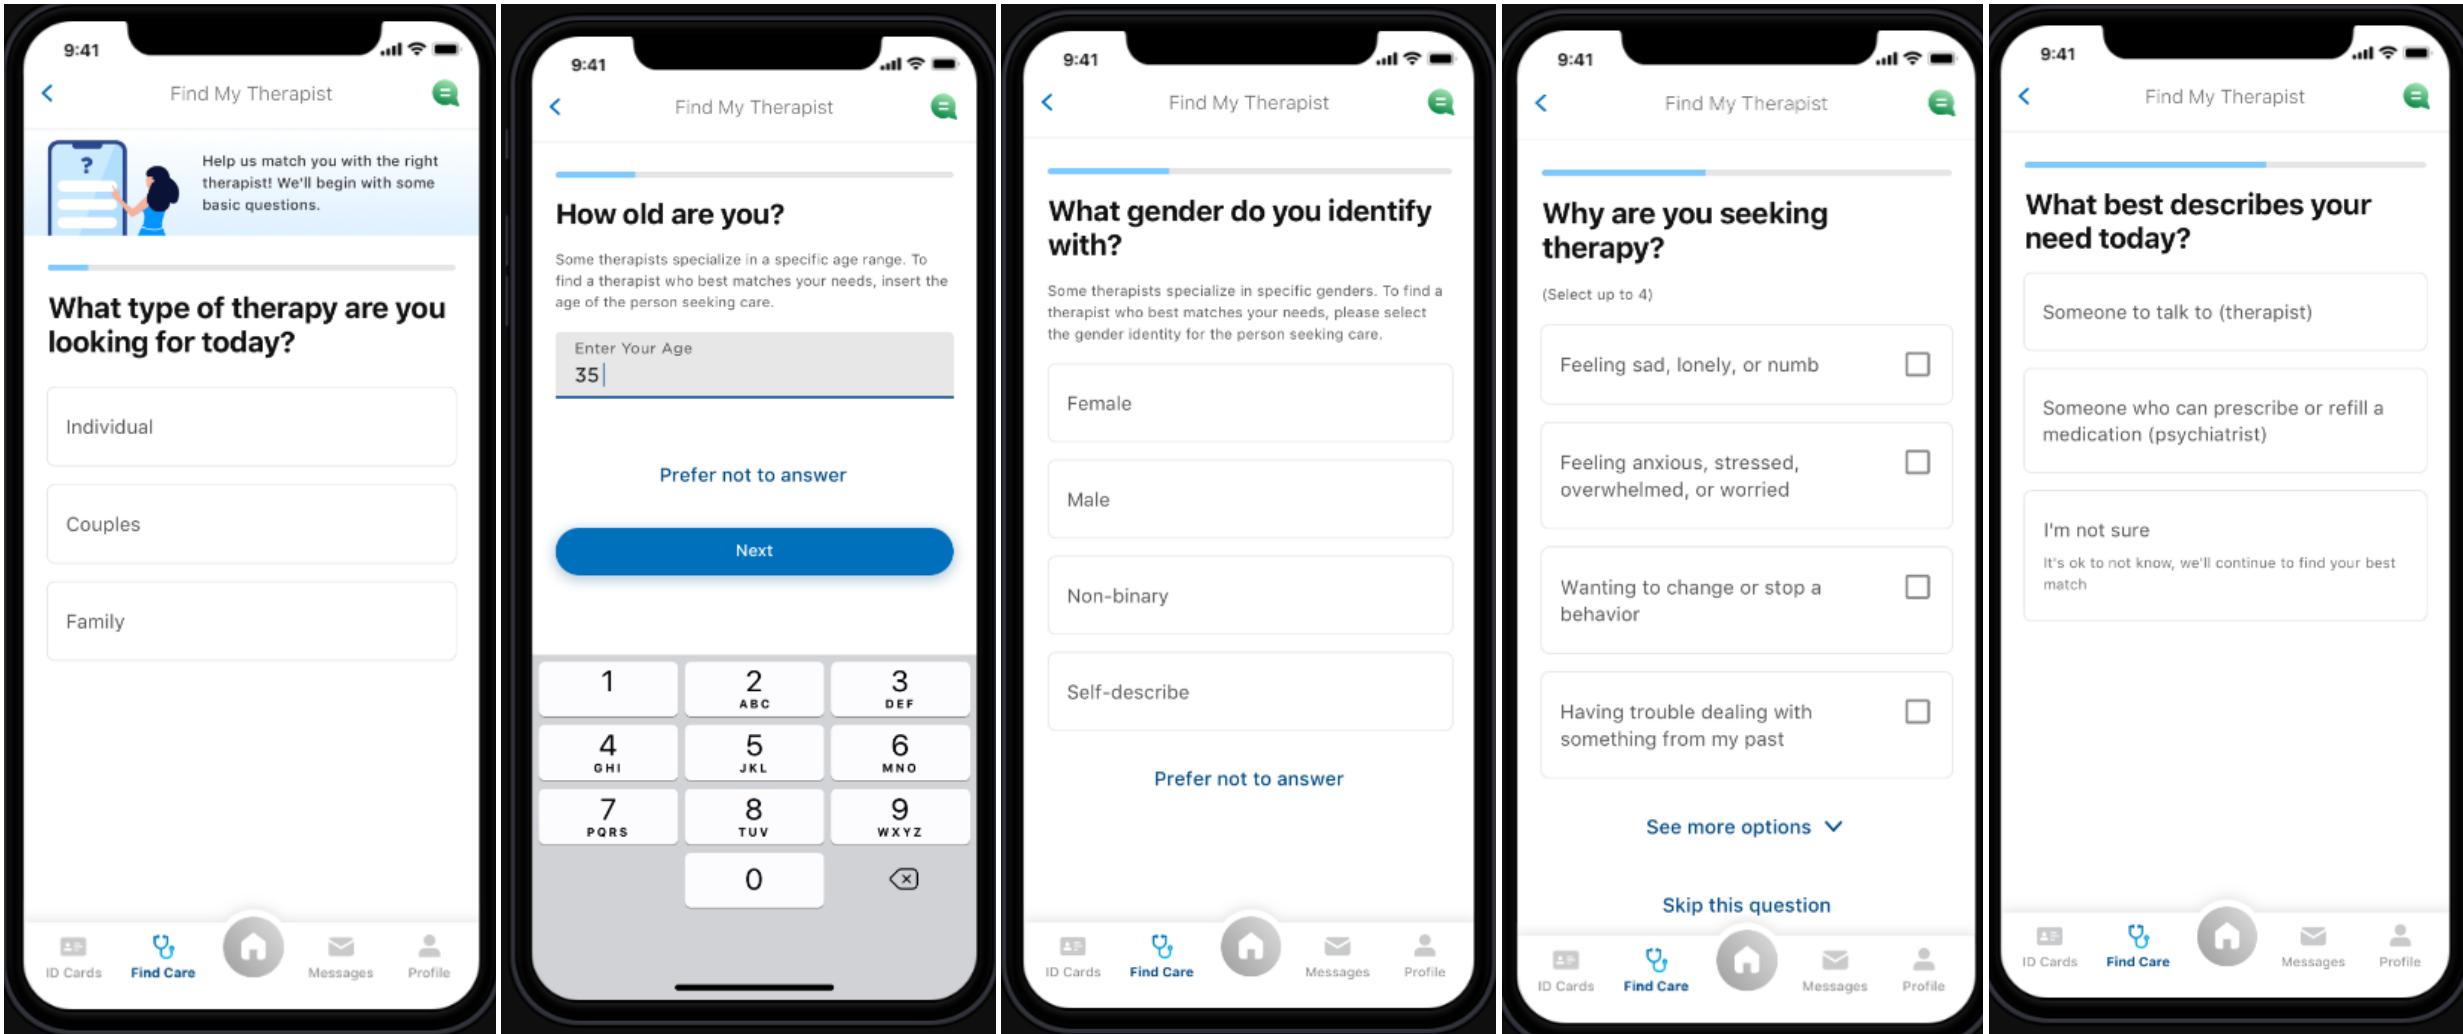 9:41
Find My Therapist
?
Help us match you with the right
therapist! We'll begin with some
basic questions.
What type of therapy are you
looking for today?
Individual
Couples
Family
ID Cards
Find Care
Messages
Profile
9:41
Find My Therapist
How old are you?
Some therapists specialize in a specific age range. To
find a therapist who best matches your needs, insert the
age of the person seeking care.
Enter Your Age
35
Prefer not to answer
Next
1
2
ABC
3
DEF
4
GHI
5
JKL
6
MNO
7
PQRS
8
TUV
9
WXYZ
0
9:41
Find My Therapist
What gender do you identify
with?
Some therapists specialize in specific genders. To find a
therapist who best matches your needs, please select
the gender identity for the person seeking care.
Female
Male
Non-binary
Self-describe
Prefer not to answer
ID Cards
Find Care
Messages
Profile
9:41
Find My Therapist
Why are you seeking
therapy?
(Select up to 4)
Feeling sad, lonely, or numb
Feeling anxious, stressed,
overwhelmed, or worried
Wanting to change or stop a
behavior
Having trouble dealing with
something from my past
See more options
Skip this question
ID Cards
Find Care
Messages
Profile
9:41
Find My Therapist
What best describes your
need today?
Someone to talk to (therapist)
Someone who can prescribe or refill a
medication (psychiatrist)
I'm not sure
It's ok to not know, we'll continue to find your best
match
ID Cards
Find Care
Messages
Profile